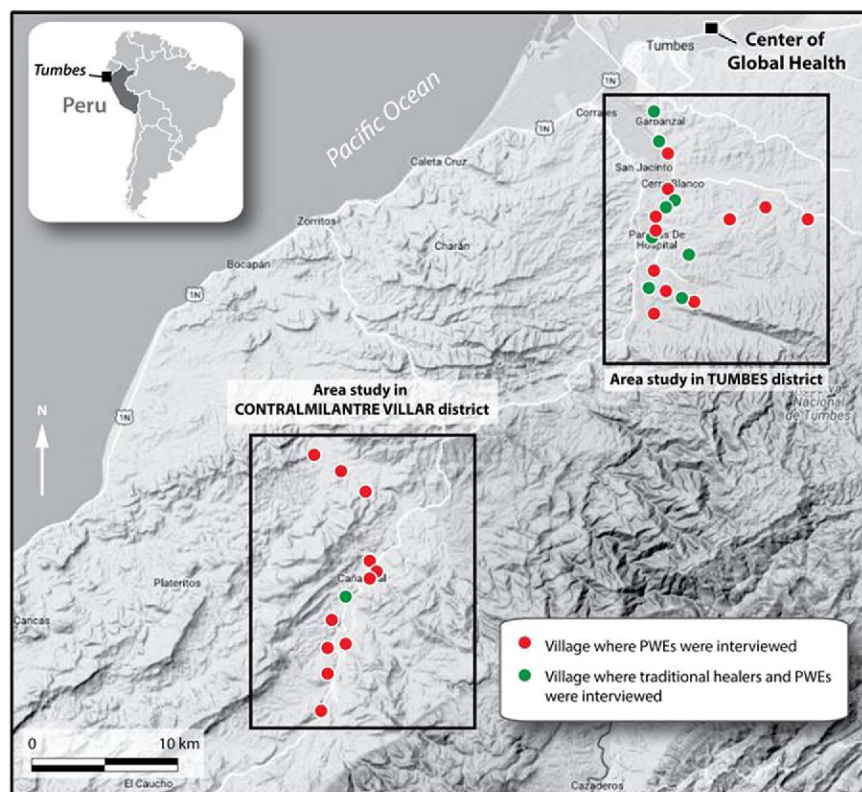 Tumbes
Peru
Pacific Ocean
Tumbes
Center of
Global Health
1N
Corrales
Garbanzal
1N
San Jacinto
Caleta Cruz
Cerro Blanco
Zorritos
Charán
Hospital
Bocapán
1N
Area study in TUMBES district
Area study in
CONTRALMILANTRE VILLAR district
Nacional
de Tumbes
1N
N
Plateritos
Cancas
Village where PWEs were interviewed
Village where traditional healers and PWEs
were interviewed
0 10 km
El Caucho
Cazaderos